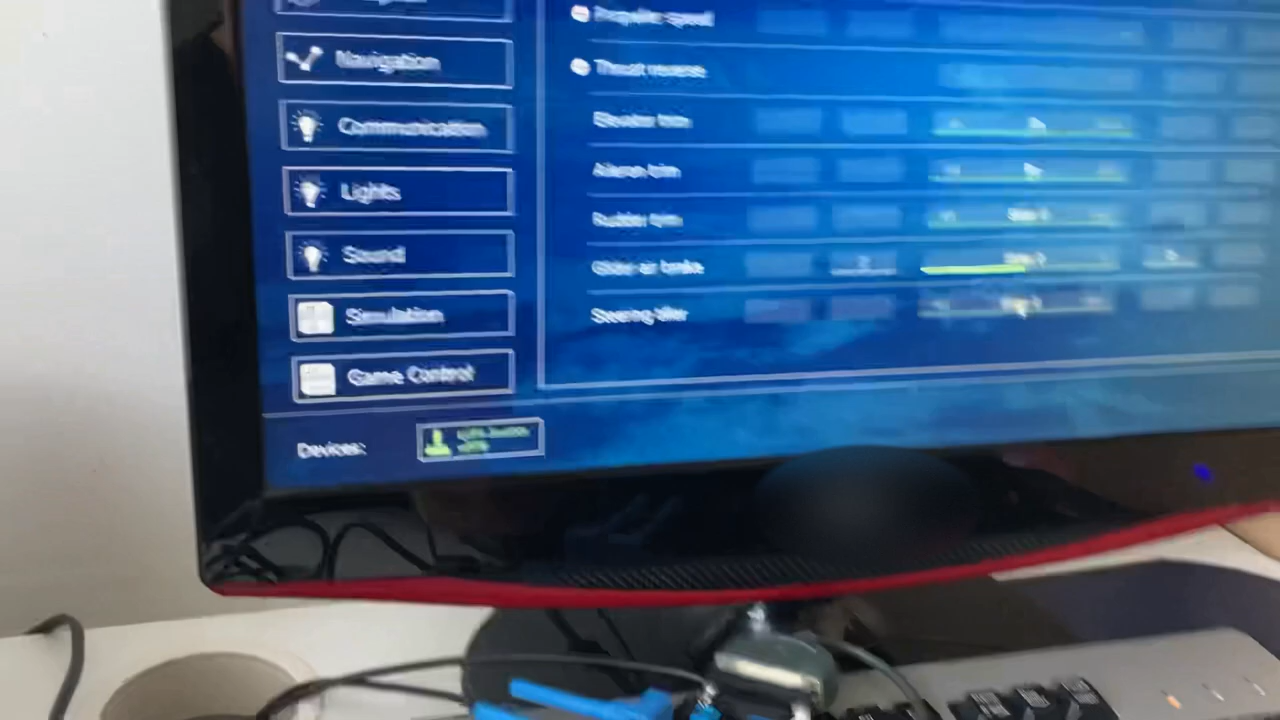 Propeller speed
Navigation
Thrust reverse
Communication
Elevator trim
Lights
Aileron trim
Rudder trim
Sound
Glider air brake
Simulation
Steering tiller
Game Control
Devices: